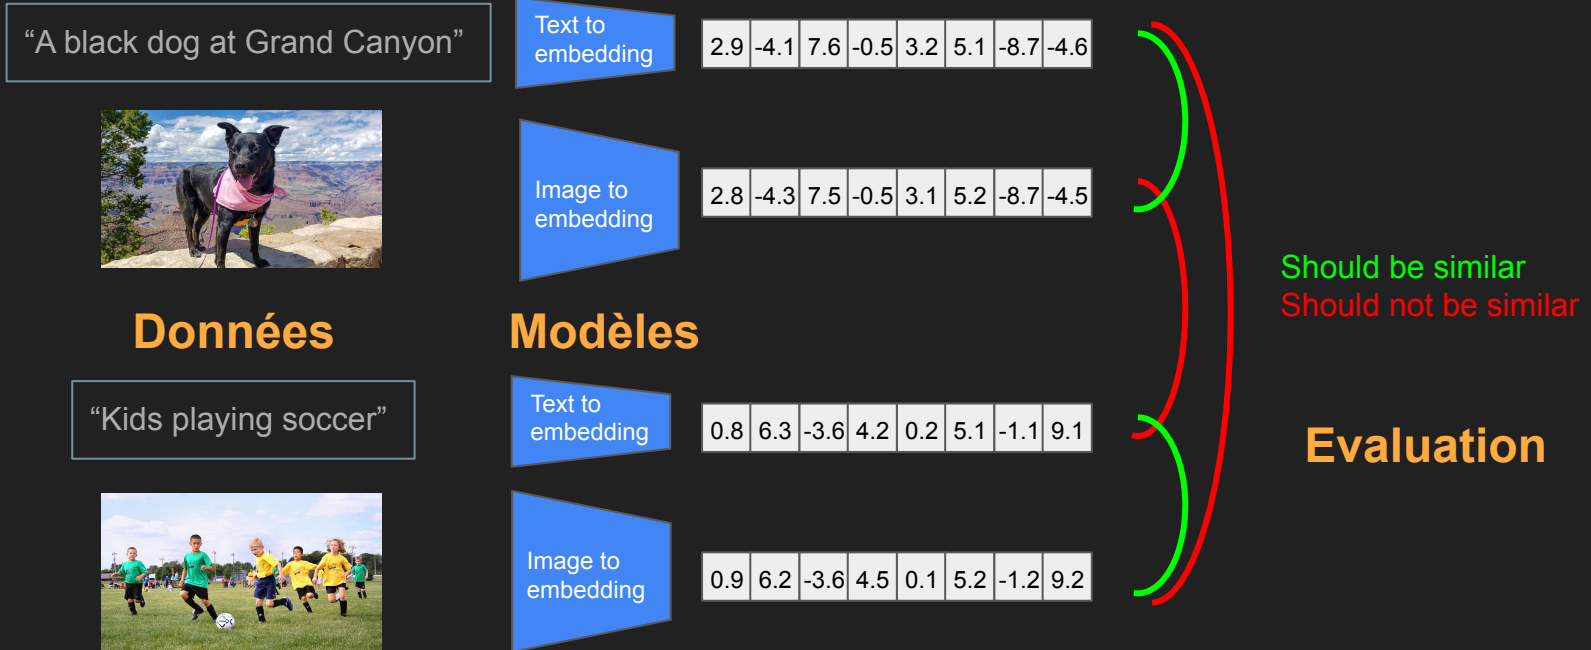 “A black dog at Grand Canyon”
Text to
embedding
2.9 -4.1 7.6 -0.5 3.2 5.1 -8.7 -4.6
Image to
embedding
2.8 -4.3 7.5 -0.5 3.1 5.2 -8.7 -4.5
Should be similar
Should not be similar
Données
Modèles
“Kids playing soccer”
Text to
embedding
0.8 6.3 -3.6 4.2 0.2 5.1 -1.1 9.1
Evaluation
Image to
embedding
0.9 6.2 -3.6 4.5 0.1 5.2 -1.2 9.2